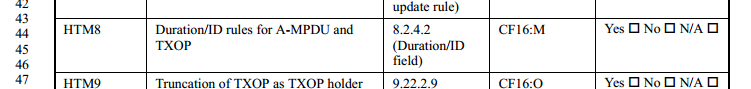 42 update rule)
43
44 HTM8 Duration/ID rules for A-MPDU and 8.2.4.2 CF16:M Yes ☐ No ☐ N/A ☐
45 TXOP (Duration/ID
46 field)
47 HTM9 Truncation of TXOP as TXOP holder 9.22.2.9 CF16:O Yes ☐ No ☐ N/A ☐